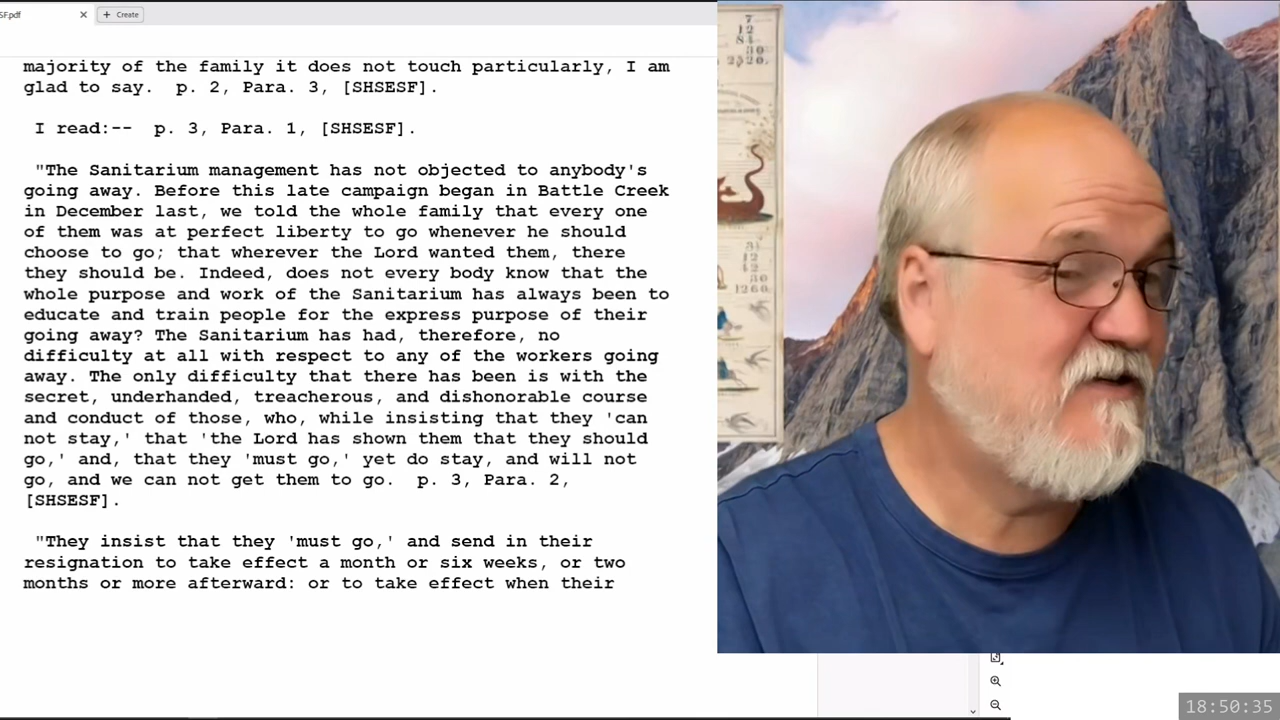 SF.pdf
+ Create
majority of the family it does not touch particularly, I am
glad to say. p. 2, Para. 3, [SHSESF].
I read:-- p. 3, Para. 1, [SHSESF].
"The Sanitarium management has not objected to anybody's
going away. Before this late campaign began in Battle Creek
in December last, we told the whole family that every one
of them was at perfect liberty to go whenever he should
choose to go; that wherever the Lord wanted them, there
they should be. Indeed, does not every body know that the
whole purpose and work of the Sanitarium has always been to
educate and train people for the express purpose of their
going away? The Sanitarium has had, therefore, no
difficulty at all with respect to any of the workers going
away. The only difficulty that there has been is with the
secret, underhanded, treacherous, and dishonorable course
and conduct of those, who, while insisting that they 'can
not stay,' that 'the Lord has shown them that they should
go,' and, that they 'must go,' yet do stay, and will not
go, and we can not get them to go. p. 3, Para. 2,
[SHSESF].
"They insist that they 'must go,' and send in their
resignation to take effect a month or six weeks, or two
months or more afterward: or to take effect when their
7
12
30
2520.
12
1260.
18:50:35